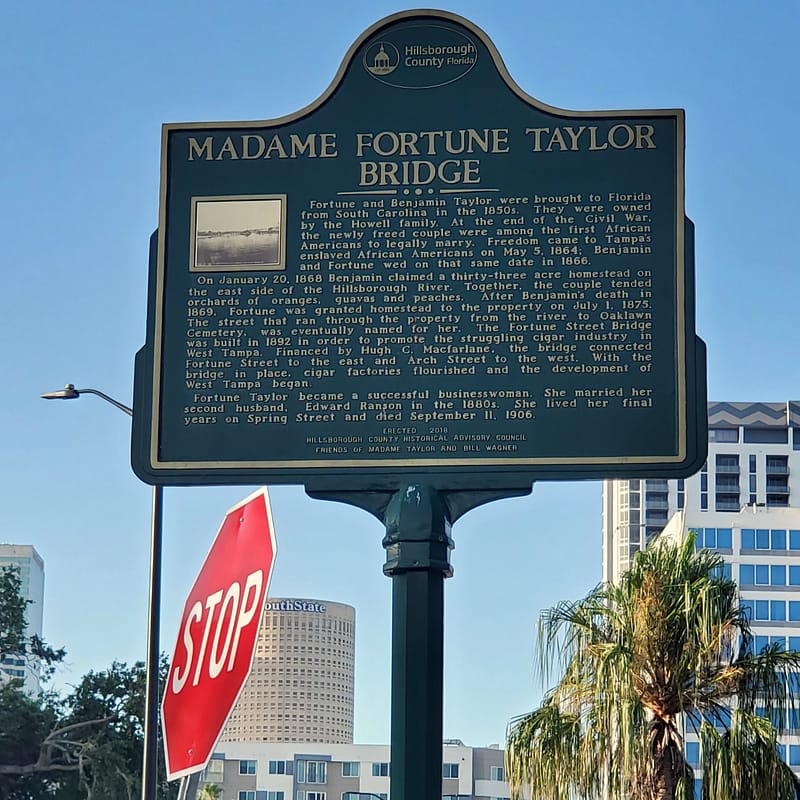 Hillsborough
County Florida
MADAME FORTUNE TAYLOR
BRIDGE
Fortune and Benjamin Taylor were brought to Florida
from South Carolina in the 1850s. They were owned
by the Howell family. At the end of the Civil War,
the newly freed couple were among the first African
Americans to legally marry. Freedom came to Tampa's
enslaved African Americans on May 5, 1864; Benjamin
and Fortune wed on that same date in 1866.
On January 20, 1868 Benjamin claimed a thirty-three acre homestead on
the east side of the Hillsborough River. Together, the couple tended
orchards of oranges, guavas and peaches. After Benjamin's death in
1869, Fortune was granted homestead to the property on July 1, 1875.
The street that ran through the property from the river to Oaklawn
Cemetery, was eventually named for her. The Fortune Street Bridge
was built in 1892 in order to promote the struggling cigar industry in
West Tampa. Financed by Hugh C. Macfarlane, the bridge connected
Fortune Street to the east and Arch Street to the west. With the
bridge in place, cigar factories flourished and the development of
West Tampa began.
Fortune Taylor became a successful businesswoman. She married her
second husband, Edward Ranson in the 1880s. She lived her final
years on Spring Street and died September 11, 1906.
ERECTED 2018
HILLSBOROUGH COUNTY HISTORICAL ADVISORY COUNCIL
FRIENDS OF MADAME TAYLOR AND BILL WAGNER
STOP
outhState